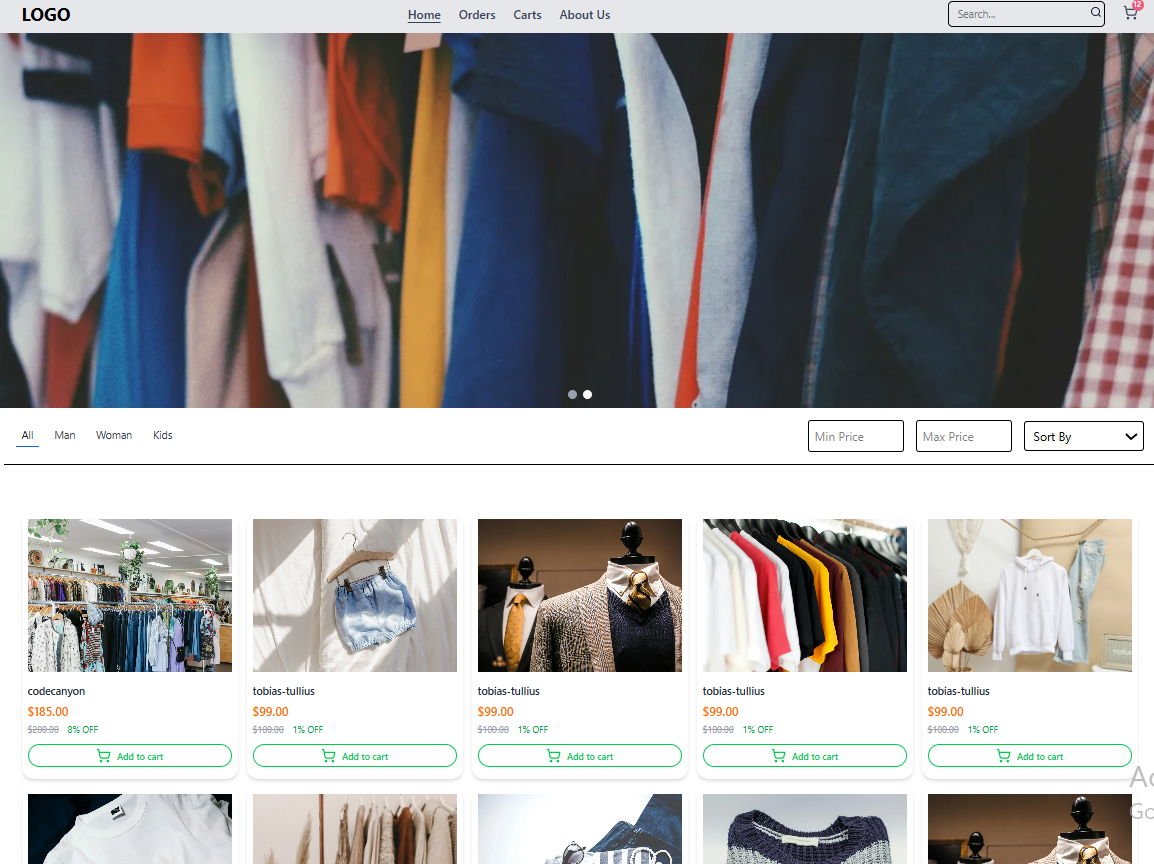 LOGO
Home Orders Carts About Us
Search...
12
All Man Woman Kids
Min Price Max Price Sort By
codecanyon
$185.00
$200.00 8% OFF
Add to cart
tobias-tullius
$99.00
$100.00 1% OFF
Add to cart
tobias-tullius
$99.00
$100.00 1% OFF
Add to cart
tobias-tullius
$99.00
$100.00 1% OFF
Add to cart
tobias-tullius
$99.00
$100.00 1% OFF
Add to cart